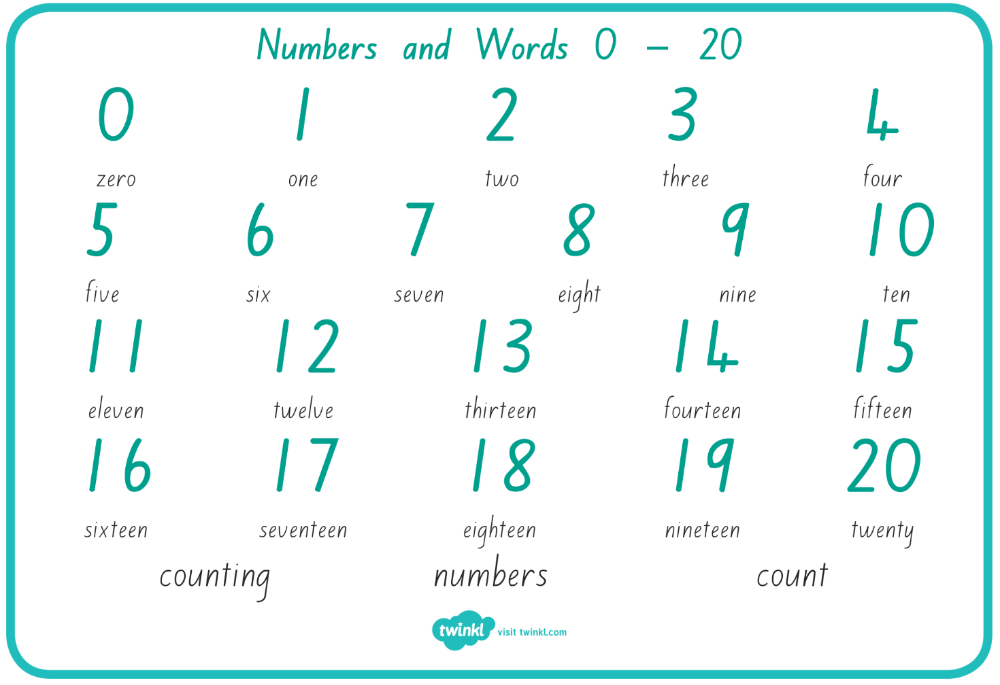 Numbers and Words 0 – 20
0 1 2 3 4
zero one two three four
5 6 7 8 9 10
five six seven eight nine ten
11 12 13 14 15
eleven twelve thirteen fourteen fifteen
16 17 18 19 20
sixteen seventeen eighteen nineteen twenty
counting numbers count
twinkl visit twinkl.com